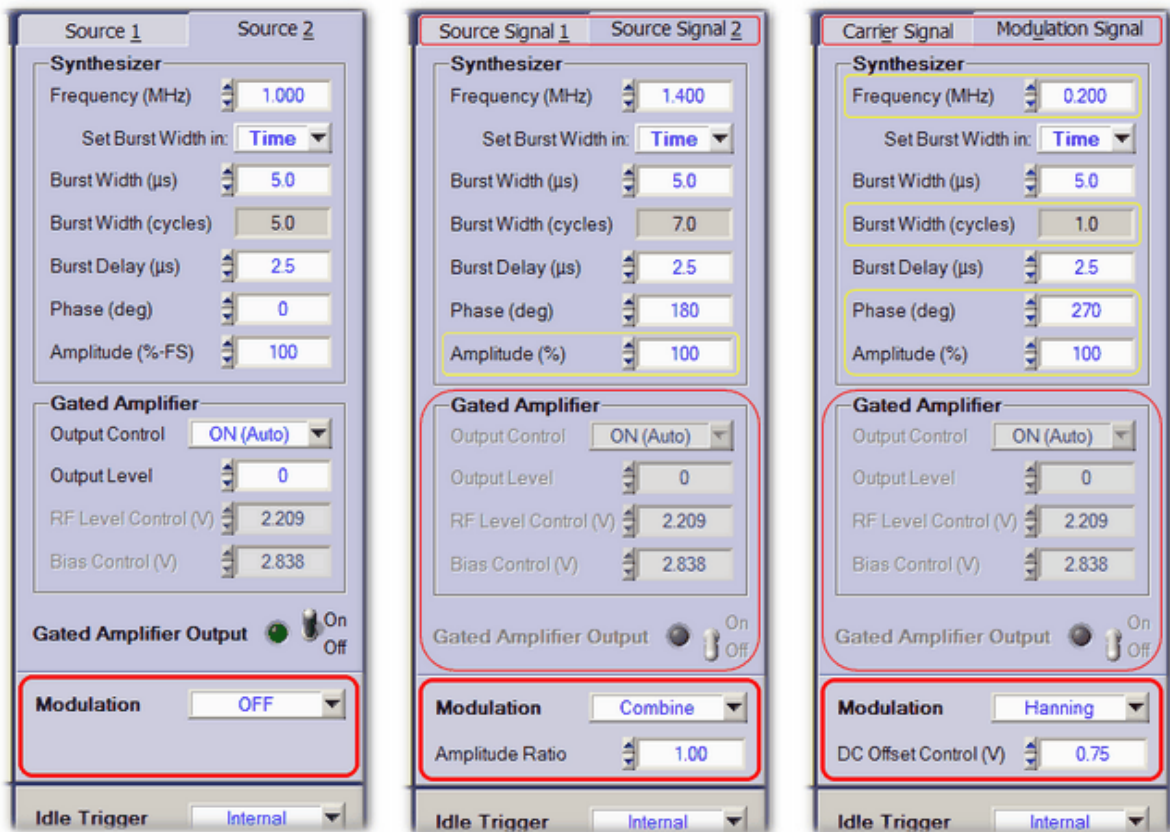 Source 1 Source 2
Synthesizer
Frequency (MHz) 1.000
Set Burst Width in: Time
Burst Width (µs) 5.0
Burst Width (cycles) 5.0
Burst Delay (µs) 2.5
Phase (deg) 0
Amplitude (%-FS) 100
Gated Amplifier
Output Control ON (Auto)
Output Level 0
RF Level Control (V) 2.209
Bias Control (V) 2.838
On
Gated Amplifier Output
Off
Modulation OFF
Idle Trigger Internal
Source Signal 1 Source Signal 2
Synthesizer
Frequency (MHz) 1.400
Set Burst Width in: Time
Burst Width (µs) 5.0
Burst Width (cycles) 7.0
Burst Delay (µs) 2.5
Phase (deg) 180
Amplitude (%) 100
Gated Amplifier
Output Control ON (Auto)
Output Level 0
RF Level Control (V) 2.209
Bias Control (V) 2.838
On
Gated Amplifier Output
Off
Modulation Combine
Amplitude Ratio 1.00
Idle Trigger Internal
Carrier Signal Modulation Signal
Synthesizer
Frequency (MHz) 0.200
Set Burst Width in: Time
Burst Width (µs) 5.0
Burst Width (cycles) 1.0
Burst Delay (µs) 2.5
Phase (deg) 270
Amplitude (%) 100
Gated Amplifier
Output Control ON (Auto)
Output Level 0
RF Level Control (V) 2.209
Bias Control (V) 2.838
On
Gated Amplifier Output
Off
Modulation Hanning
DC Offset Control (V) 0.75
Idle Trigger Internal